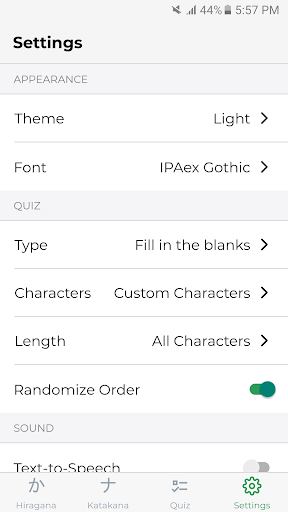 44% 5:57 PM
Settings
APPEARANCE
Theme Light
Font IPAex Gothic
QUIZ
Type Fill in the blanks
Characters Custom Characters
Length All Characters
Randomize Order
SOUND
Text-to-Speech
か ナ
Hiragana Katakana Quiz Settings